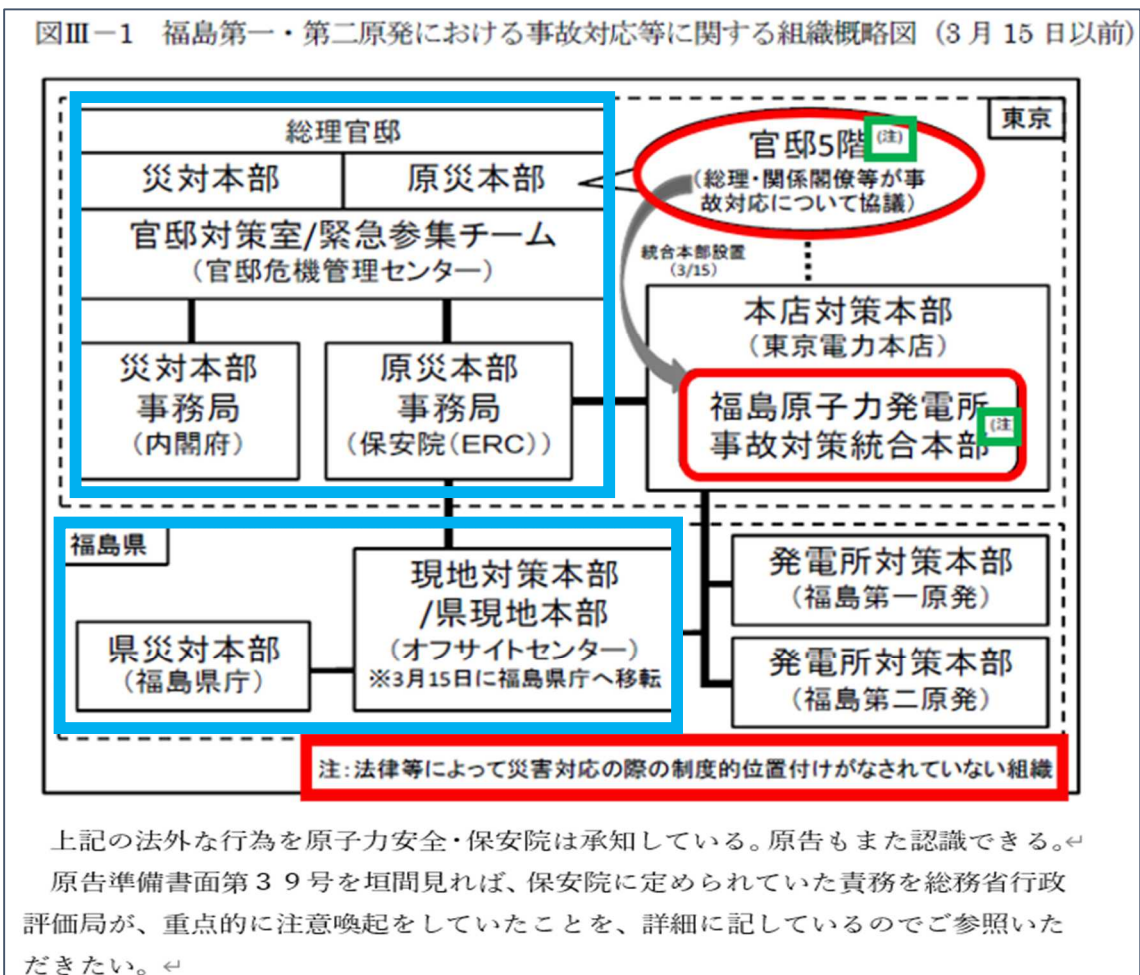 図Ⅲ－1 福島第一・第二原発における事故対応等に関する組織概略図 (3月15日以前)
東京
総理官邸
災対本部
原災本部
官邸5階(注)
(総理・関係閣僚等が事
故対応について協議)
官邸対策室/緊急参集チーム
(官邸危機管理センター)
統合本部設置
(3/15)
本店対策本部
(東京電力本店)
災対本部
事務局
(内閣府)
原災本部
事務局
(保安院(ERC))
福島原子力発電所
事故対策統合本部(注
福島県
現地対策本部
/県現地本部
(オフサイトセンター)
※3月15日に福島県庁へ移転
県災対本部
(福島県庁)
発電所対策本部
(福島第一原発)
発電所対策本部
(福島第二原発)
注:法律等によって災害対応の際の制度的位置付けがなされていない組織
上記の法外な行為を原子力安全・保安院は承知している。原告もまた認識できる。↵
原告準備書面第３９号を垣間見れば、保安院に定められていた責務を総務省行政
評価局が、重点的に注意喚起をしていたことを、詳細に記しているのでご参照いた
だきたい。↵